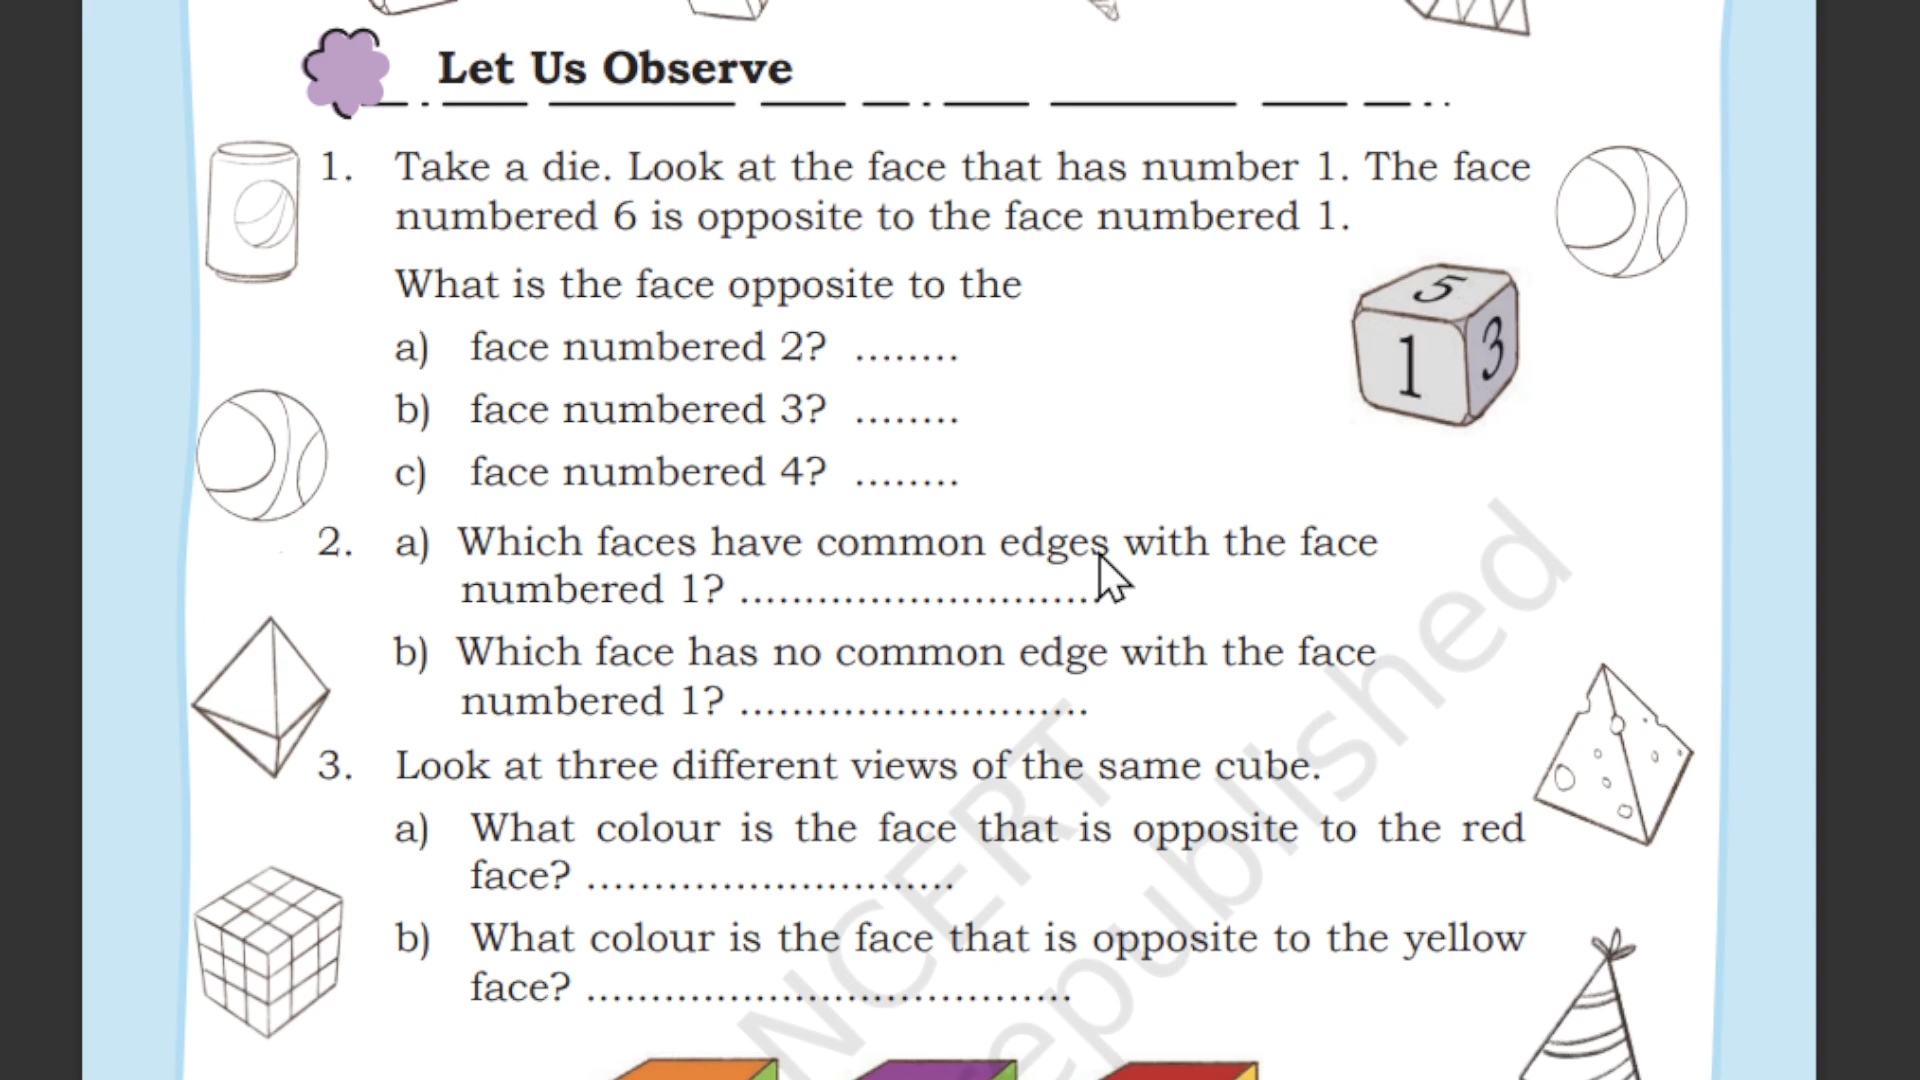 Let Us Observe
1. Take a die. Look at the face that has number 1. The face
numbered 6 is opposite to the face numbered 1.
What is the face opposite to the
a) face numbered 2? ........
b) face numbered 3? ........
c) face numbered 4? ........
5
1
3
2. a) Which faces have common edges with the face
numbered 1? ...........................
b) Which face has no common edge with the face
numbered 1? ...........................
3. Look at three different views of the same cube.
a) What colour is the face that is opposite to the red
face? ............................
b) What colour is the face that is opposite to the yellow
face? .....................................
NCERT
republished